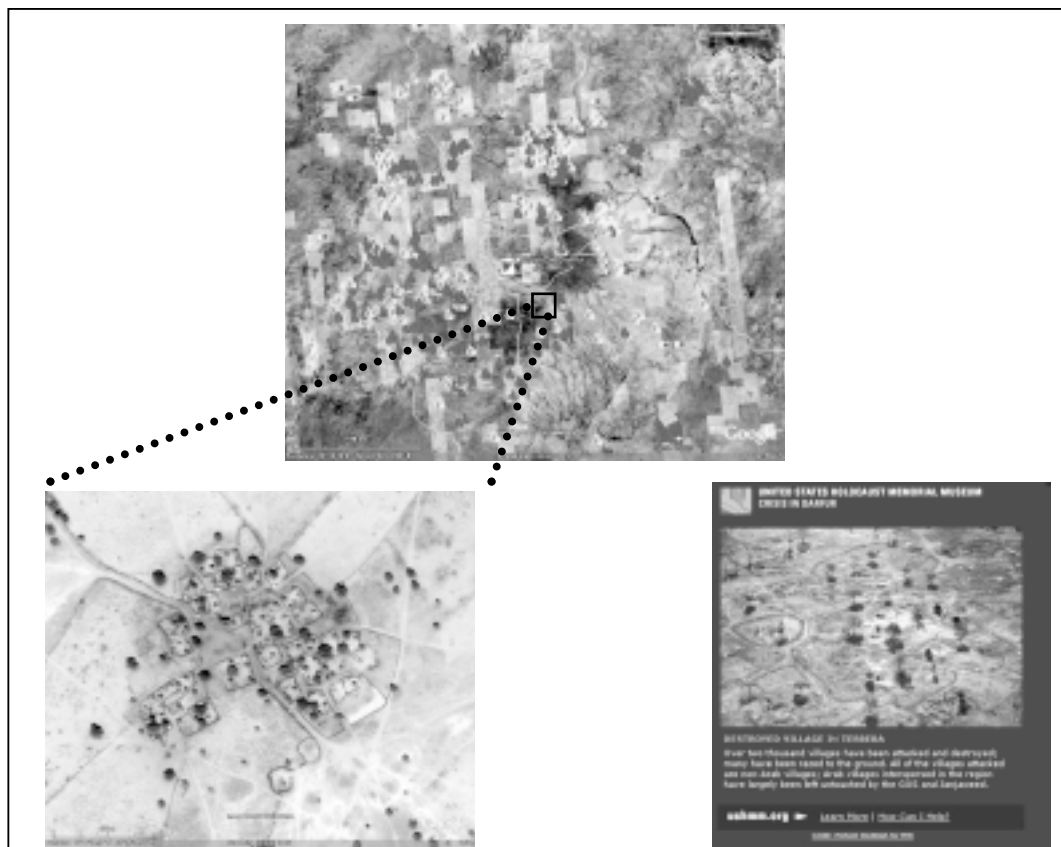 Google
UNITED STATES HOLOCAUST MEMORIAL MUSEUM
CRISIS IN DARFUR
DESTROYED VILLAGE IN TERBEBA
Over two thousand villages have been attacked and destroyed;
many have been razed to the ground. All of the villages attacked
are non-Arab villages; Arab villages interspersed in the region
have largely been left untouched by the GOS and Janjaweed.
ushmm.org Learn More | How Can I Help?